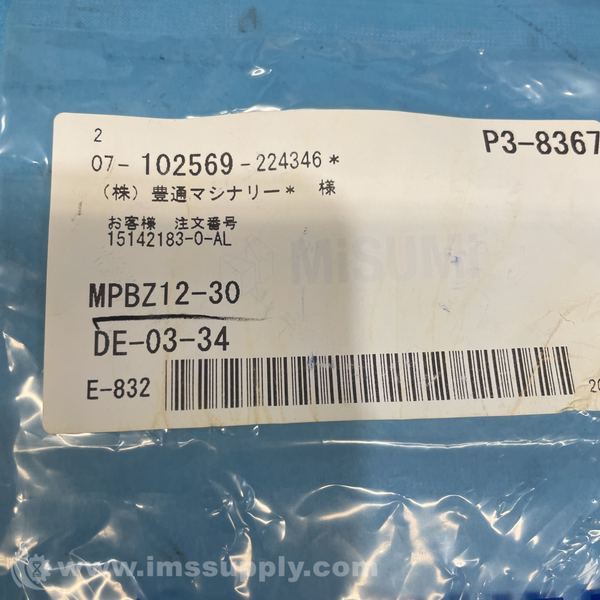 2
P3-8367
07-102569-224346*
(株)豊通マシナリー* 様
お客様 注文番号
15142183-0-AL
MiSUMi
MPBZ12-30
DE-03-34
E-832
20
www.imssupply.com